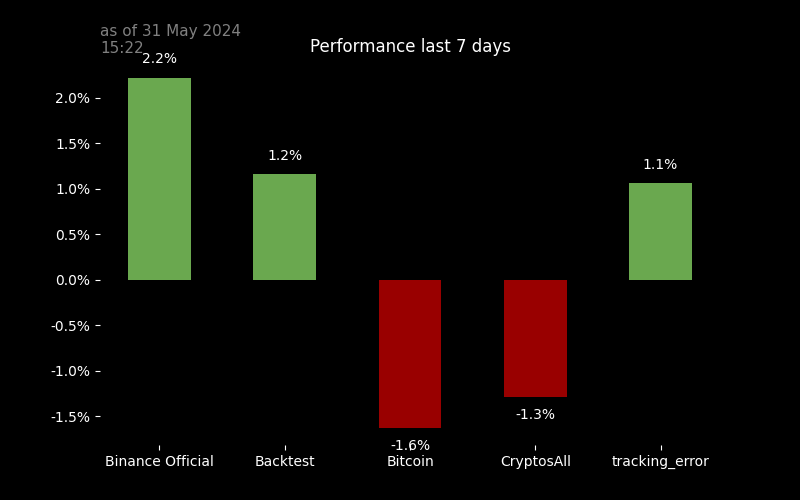 as of 31 May 2024
15:22
Performance last 7 days
2.2%
1.2%
1.1%
-1.6%
-1.3%
2.0%
1.5%
1.0%
0.5%
0.0%
-0.5%
-1.0%
-1.5%
Binance Official
Backtest
Bitcoin
CryptosAll
tracking_error